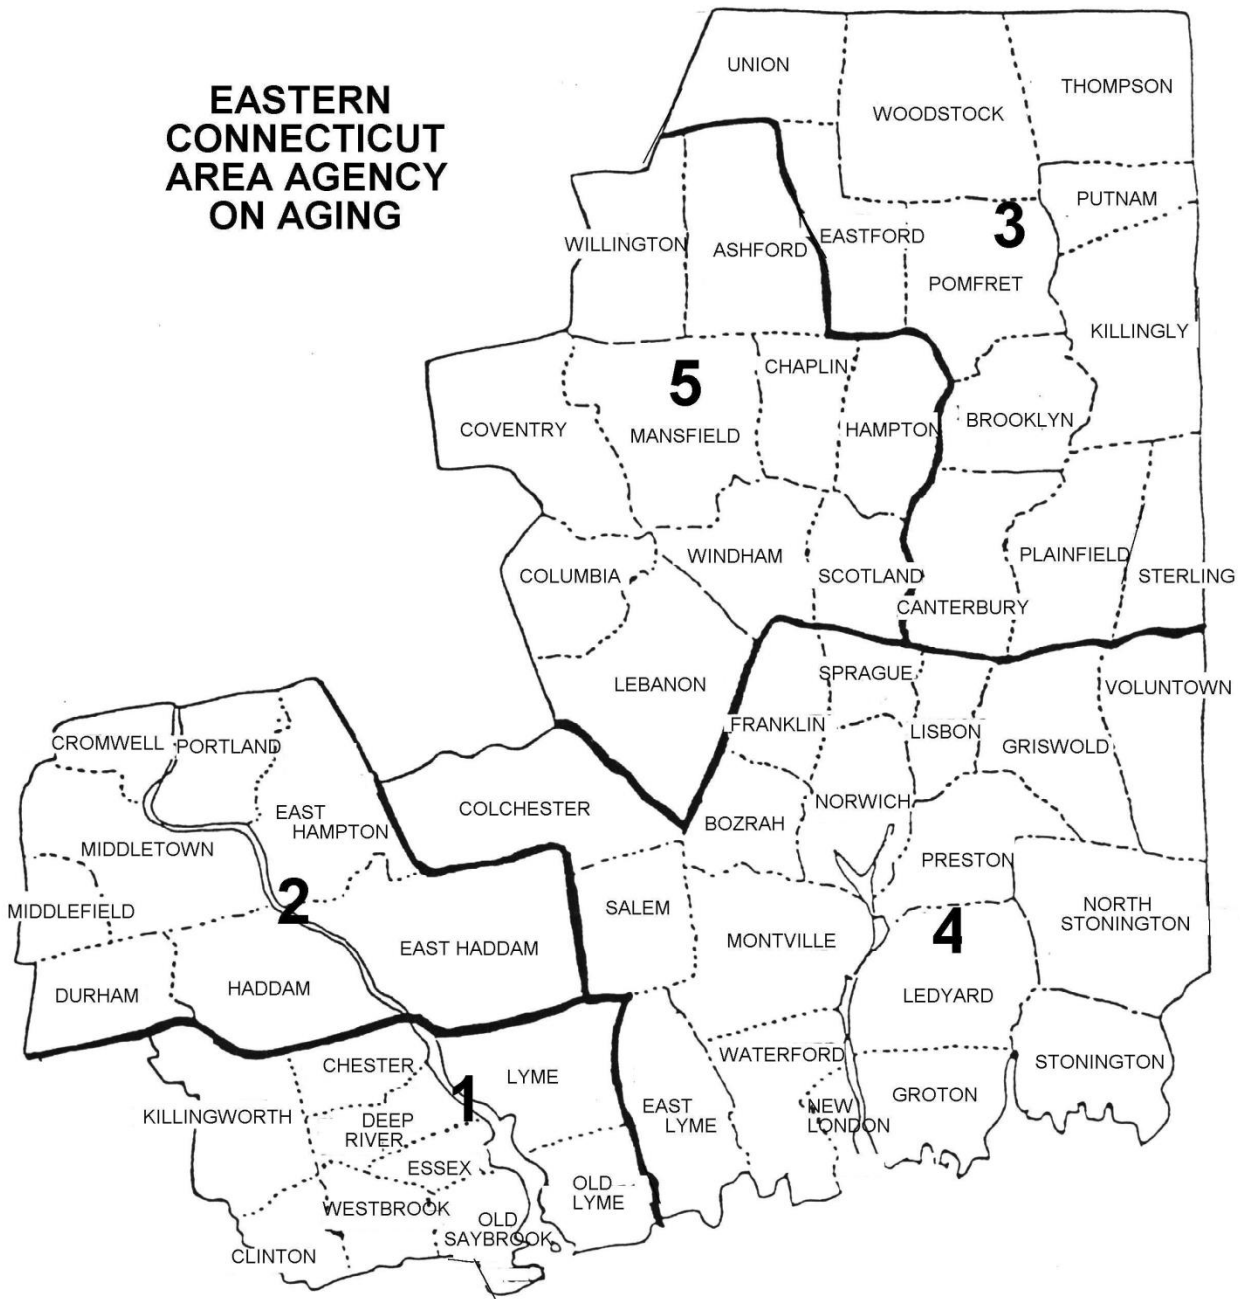 EASTERN
CONNECTICUT
AREA AGENCY
ON AGING
UNION
WOODSTOCK
THOMPSON
PUTNAM
3
WILLINGTON
ASHFORD
EASTFORD
POMFRET
KILLINGLY
CHAPLIN
5
COVENTRY
MANSFIELD
HAMPTON
BROOKLYN
WINDHAM
PLAINFIELD
COLUMBIA
SCOTLAND
STERLING
CANTERBURY
LEBANON
SPRAGUE
VOLUNTOWN
FRANKLIN
LISBON
GRISWOLD
CROMWELL
PORTLAND
COLCHESTER
NORWICH
EAST
HAMPTON
BOZRAH
MIDDLETOWN
PRESTON
2
MIDDLEFIELD
SALEM
NORTH
STONINGTON
4
MONTVILLE
EAST HADDAM
HADDAM
DURHAM
LEDYARD
WATERFORD
STONINGTON
CHESTER
LYME
1
GROTON
KILLINGWORTH
DEEP
RIVER
EAST
LYME
NEW
LONDON
ESSEX
OLD
LYME
WESTBROOK
OLD
SAYBROOK
CLINTON